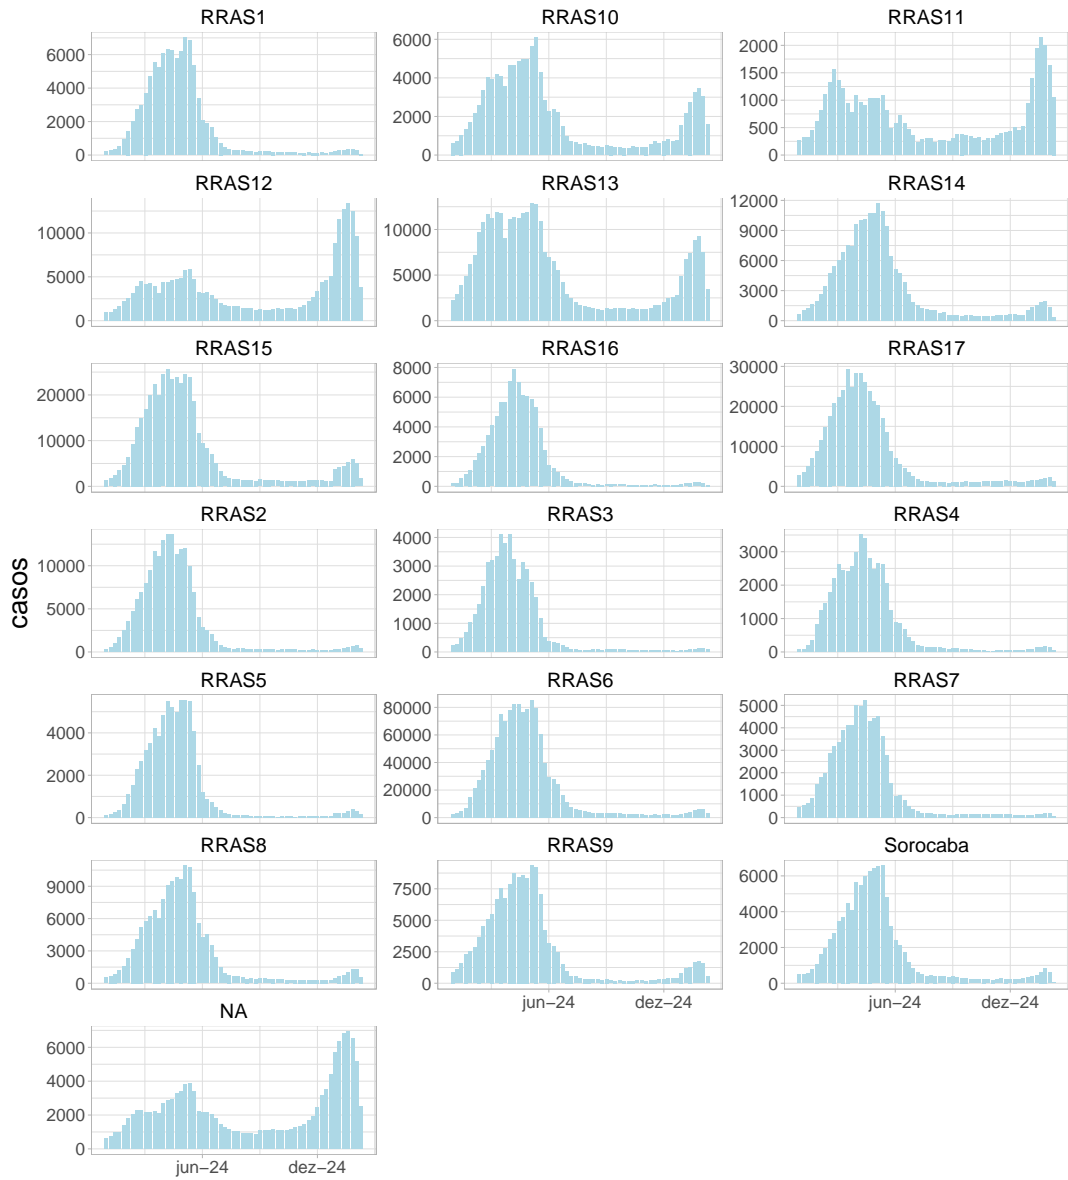 RRAS1 RRAS10 RRAS11
6000 4000 2000 0
6000 4000 2000 0
2000 1500 1000 500 0
RRAS12 RRAS13 RRAS14
10000 5000 0
10000 5000 0
12000 9000 6000 3000 0
RRAS15 RRAS16 RRAS17
20000 10000 0
8000 6000 4000 2000 0
30000 20000 10000 0
RRAS2 RRAS3 RRAS4
10000 5000 0
4000 3000 2000 1000 0
3000 2000 1000 0
casos
RRAS5 RRAS6 RRAS7
4000 2000 0
80000 60000 40000 20000 0
5000 4000 3000 2000 1000 0
RRAS8 RRAS9 Sorocaba
9000 6000 3000 0
7500 5000 2500 0
6000 4000 2000 0
jun−24 dez−24 jun−24 dez−24
NA
6000 4000 2000 0
jun−24 dez−24